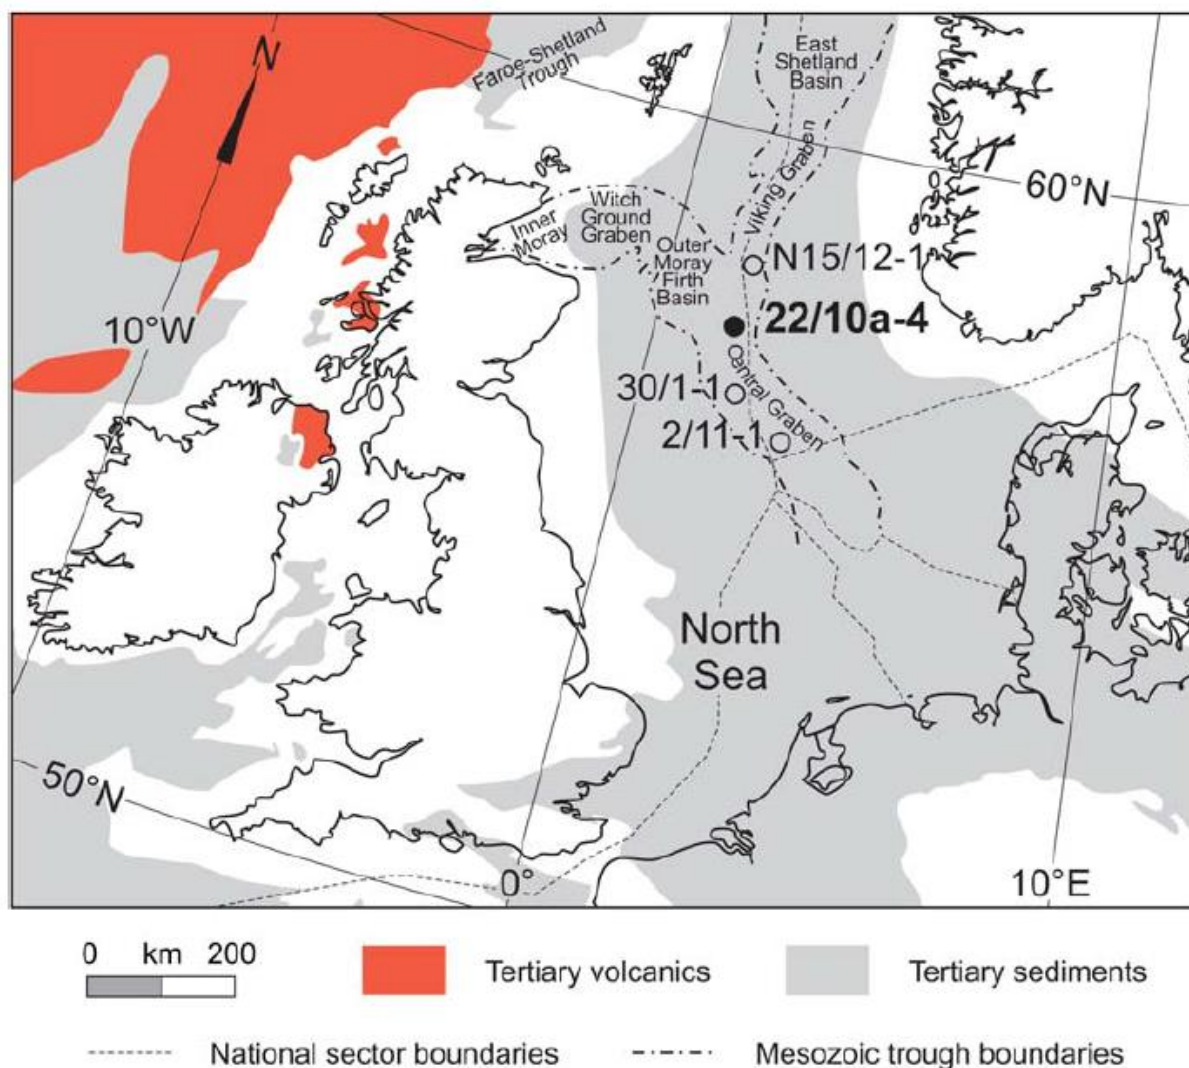 N
Faroe-Shetland
Trough
East
Shetland
Basin
Viking Graben
60°N
Witch
Ground
Graben
Inner
Moray
Outer
Moray
Firth
Basin
N15/12-1
10°W
22/10a-4
Central Graben
30/1-1
2/11-1
North
Sea
50°N
0°
10°E
0 km 200
Tertiary volcanics
Tertiary sediments
National sector boundaries
Mesozoic trough boundaries